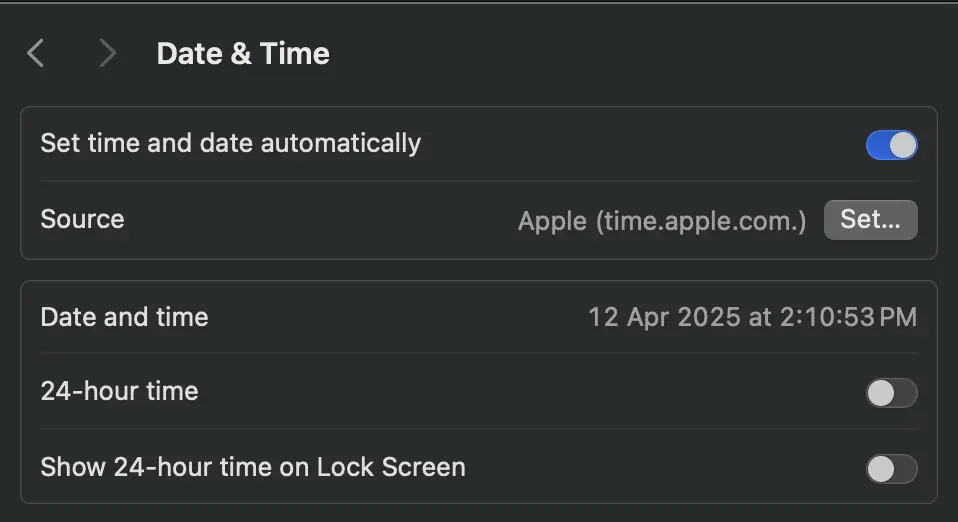 Date & Time
Set time and date automatically
Source Apple (time.apple.com.) Set...
Date and time 12 Apr 2025 at 2:10:53 PM
24-hour time
Show 24-hour time on Lock Screen